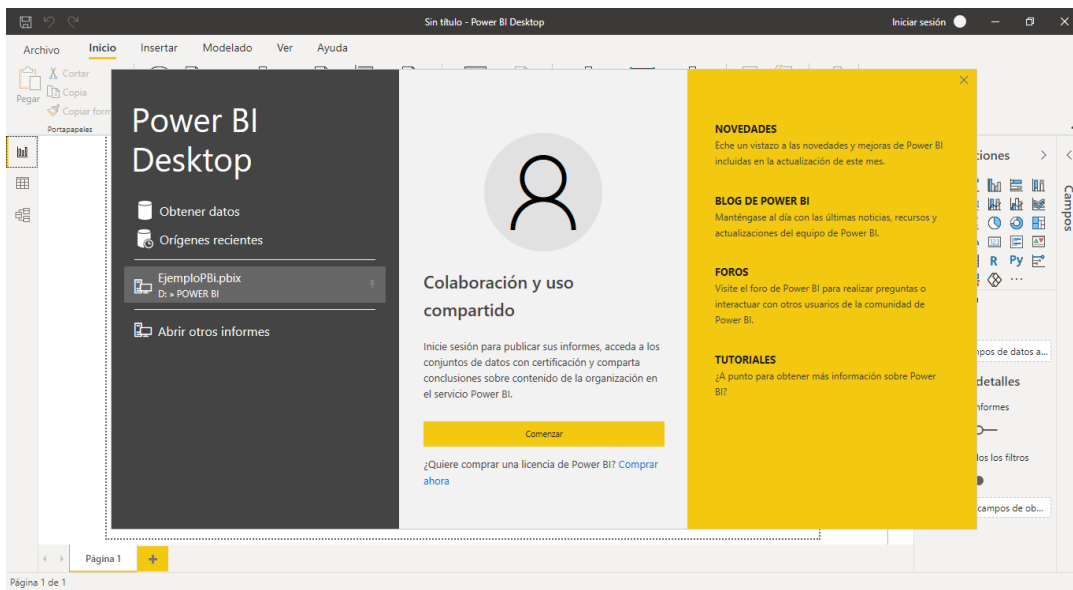 Sin título - Power BI Desktop
Iniciar sesión
Archivo Inicio Insertar Modelado Ver Ayuda
Pegar
Cortar
Copia
Copiar form
Portapapeles
Power BI
Desktop
Obtener datos
Orígenes recientes
EjemploPBi.pbix
D: » POWER BI
Abrir otros informes
Colaboración y uso
compartido
Inicie sesión para publicar sus informes, acceda a los
conjuntos de datos con certificación y comparta
conclusiones sobre contenido de la organización en
el servicio Power BI.
Comenzar
¿Quiere comprar una licencia de Power BI? Comprar
ahora
NOVEDADES
Eche un vistazo a las novedades y mejoras de Power BI
incluidas en la actualización de este mes.
BLOG DE POWER BI
Manténgase al día con las últimas noticias, recursos y
actualizaciones del equipo de Power BI.
FOROS
Visite el foro de Power BI para realizar preguntas o
interactuar con otros usuarios de la comunidad de
Power BI.
TUTORIALES
¿A punto para obtener más información sobre Power
BI?
ciones
Campos
R Py
pos de datos a...
detalles
nformes
los los filtros
campos de ob...
Página 1
Página 1 de 1